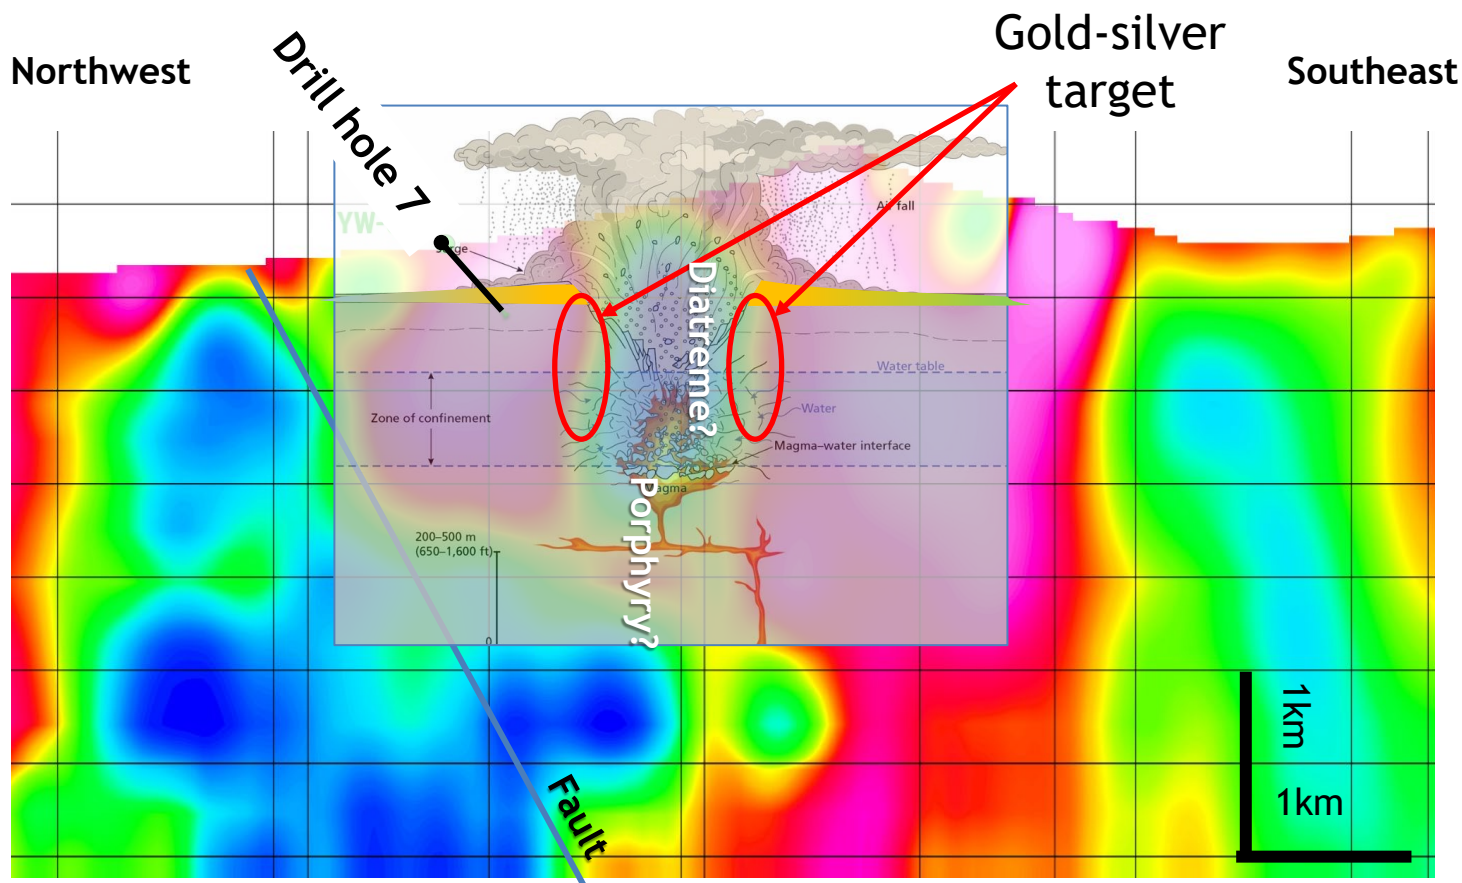 Gold-silver
target
Northwest
Southeast
Drill hole 7
YW-
Air fall
Surge
Diatreme?
Water table
Zone of confinement
Water
Magma–water interface
Magma
Porphyry?
200–500 m
(650–1,600 ft)
0
Fault
1km
1km